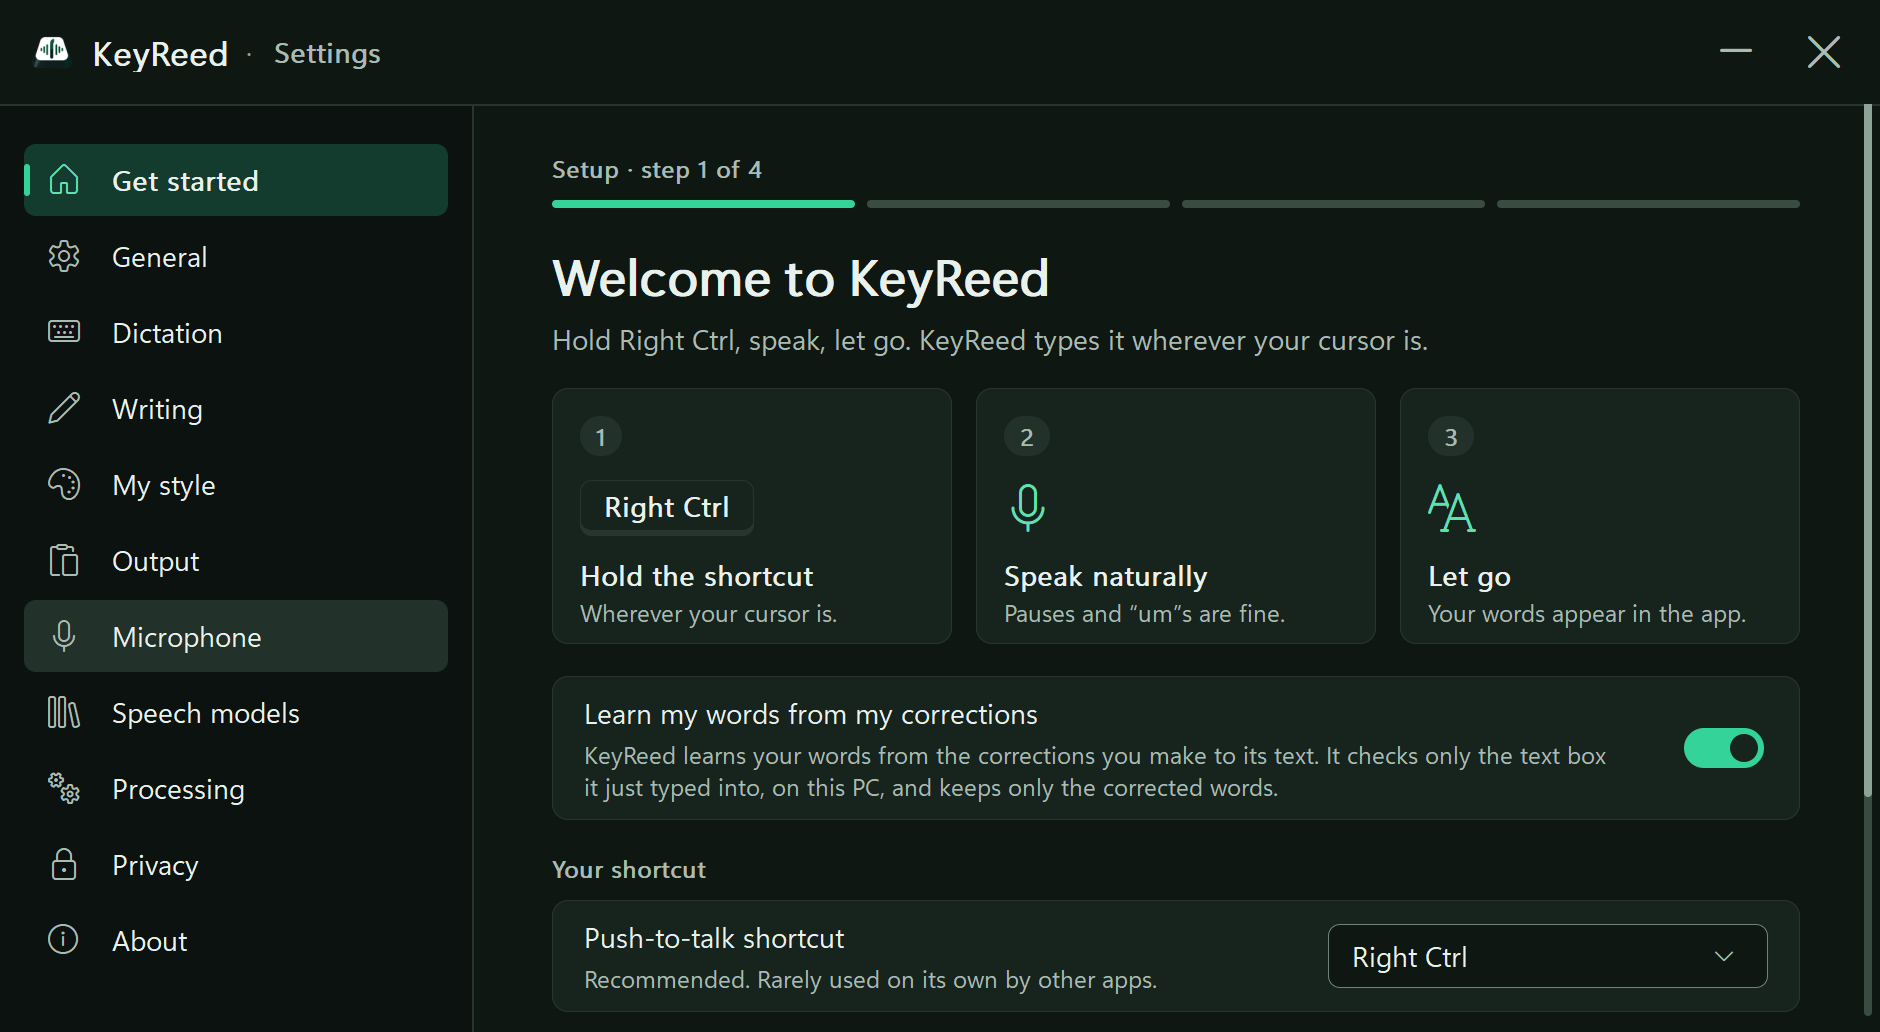 KeyReed · Settings
Get started
General
Dictation
Writing
My style
Output
Microphone
Speech models
Processing
Privacy
About
Setup · step 1 of 4
Welcome to KeyReed
Hold Right Ctrl, speak, let go. KeyReed types it wherever your cursor is.
1
Right Ctrl
Hold the shortcut
Wherever your cursor is.
2
Speak naturally
Pauses and “um”s are fine.
3
Let go
Your words appear in the app.
Learn my words from my corrections
KeyReed learns your words from the corrections you make to its text. It checks only the text box
it just typed into, on this PC, and keeps only the corrected words.
Your shortcut
Push-to-talk shortcut
Recommended. Rarely used on its own by other apps.
Right Ctrl